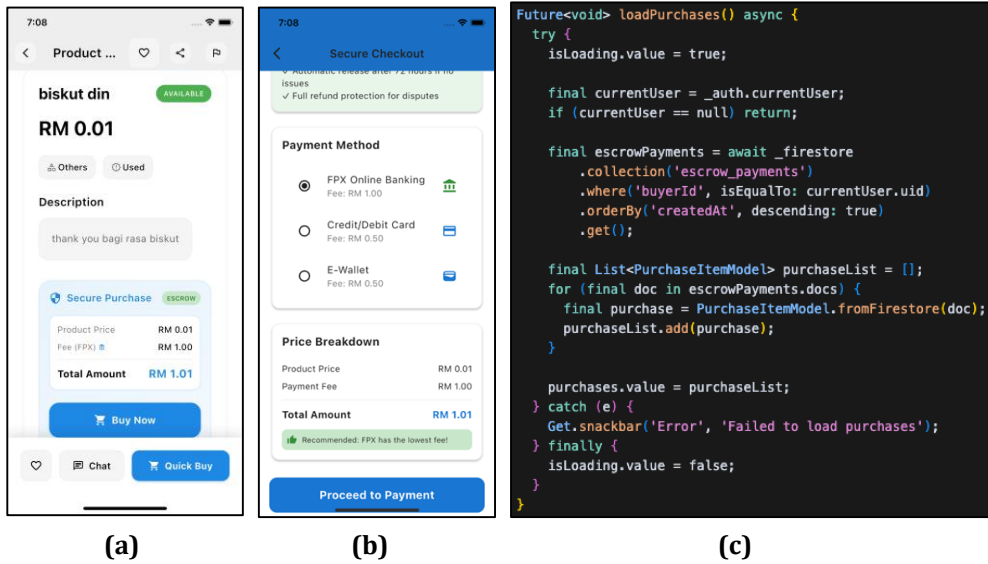 7:08
Product ...
biskut din
AVAILABLE
RM 0.01
Others
Used
Description
thank you bagi rasa biskut
Secure Purchase
ESCROW
Product Price RM 0.01
Fee (FPX) RM 1.00
Total Amount RM 1.01
Buy Now
Chat
Quick Buy
(a)
7:08
Secure Checkout
✓ Automatic release after 72 hours if no
issues
✓ Full refund protection for disputes
Payment Method
FPX Online Banking
Fee: RM 1.00
Credit/Debit Card
Fee: RM 0.50
E-Wallet
Fee: RM 0.50
Price Breakdown
Product Price RM 0.01
Payment Fee RM 1.00
Total Amount RM 1.01
Recommended: FPX has the lowest fee!
Proceed to Payment
(b)
Future<void> loadPurchases() async {
try {
isLoading.value = true;
final currentUser = _auth.currentUser;
if (currentUser == null) return;
final escrowPayments = await _firestore
.collection('escrow_payments')
.where('buyerId', isEqualTo: currentUser.uid)
.orderBy('createdAt', descending: true)
.get();
final List<PurchaseItemModel> purchaseList = [];
for (final doc in escrowPayments.docs) {
final purchase = PurchaseItemModel.fromFirestore(doc);
purchaseList.add(purchase);
}
purchases.value = purchaseList;
} catch (e) {
Get.snackbar('Error', 'Failed to load purchases');
} finally {
isLoading.value = false;
}
}
(c)